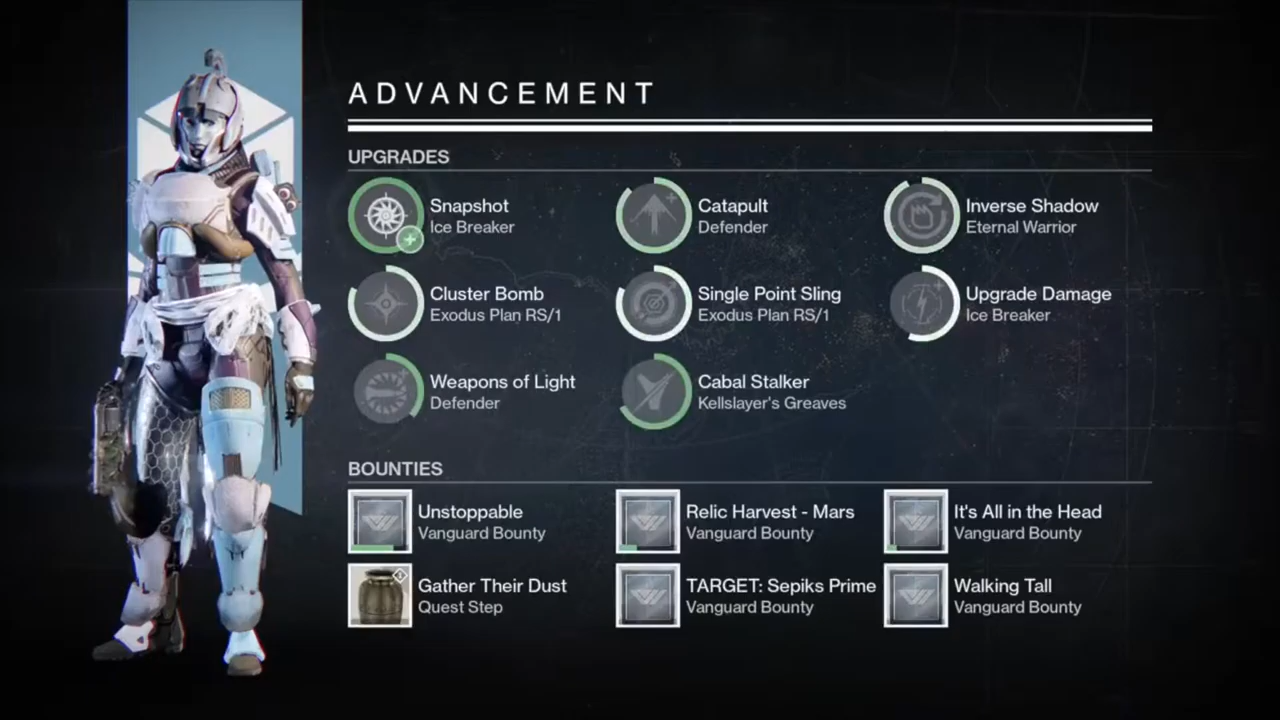 ADVANCEMENT
UPGRADES
Snapshot
Ice Breaker
Catapult
Defender
Inverse Shadow
Eternal Warrior
Cluster Bomb
Exodus Plan RS/1
Single Point Sling
Exodus Plan RS/1
Upgrade Damage
Ice Breaker
Weapons of Light
Defender
Cabal Stalker
Kellslayer's Greaves
BOUNTIES
Unstoppable
Vanguard Bounty
Relic Harvest - Mars
Vanguard Bounty
It's All in the Head
Vanguard Bounty
Gather Their Dust
Quest Step
TARGET: Sepiks Prime
Vanguard Bounty
Walking Tall
Vanguard Bounty